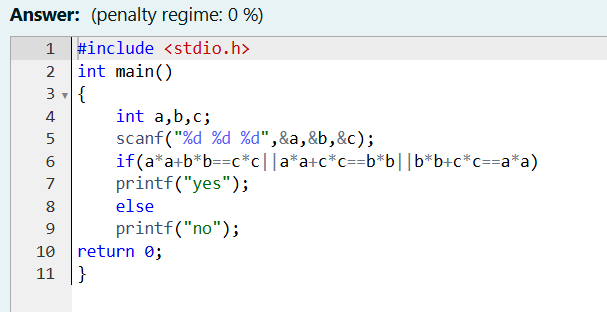 Answer: (penalty regime: 0 %)
1 #include <stdio.h>
2 int main()
3 {
4 int a,b,c;
5 scanf("%d %d %d",&a,&b,&c);
6 if(a*a+b*b==c*c||a*a+c*c==b*b||b*b+c*c==a*a)
7 printf("yes");
8 else
9 printf("no");
10 return 0;
11 }